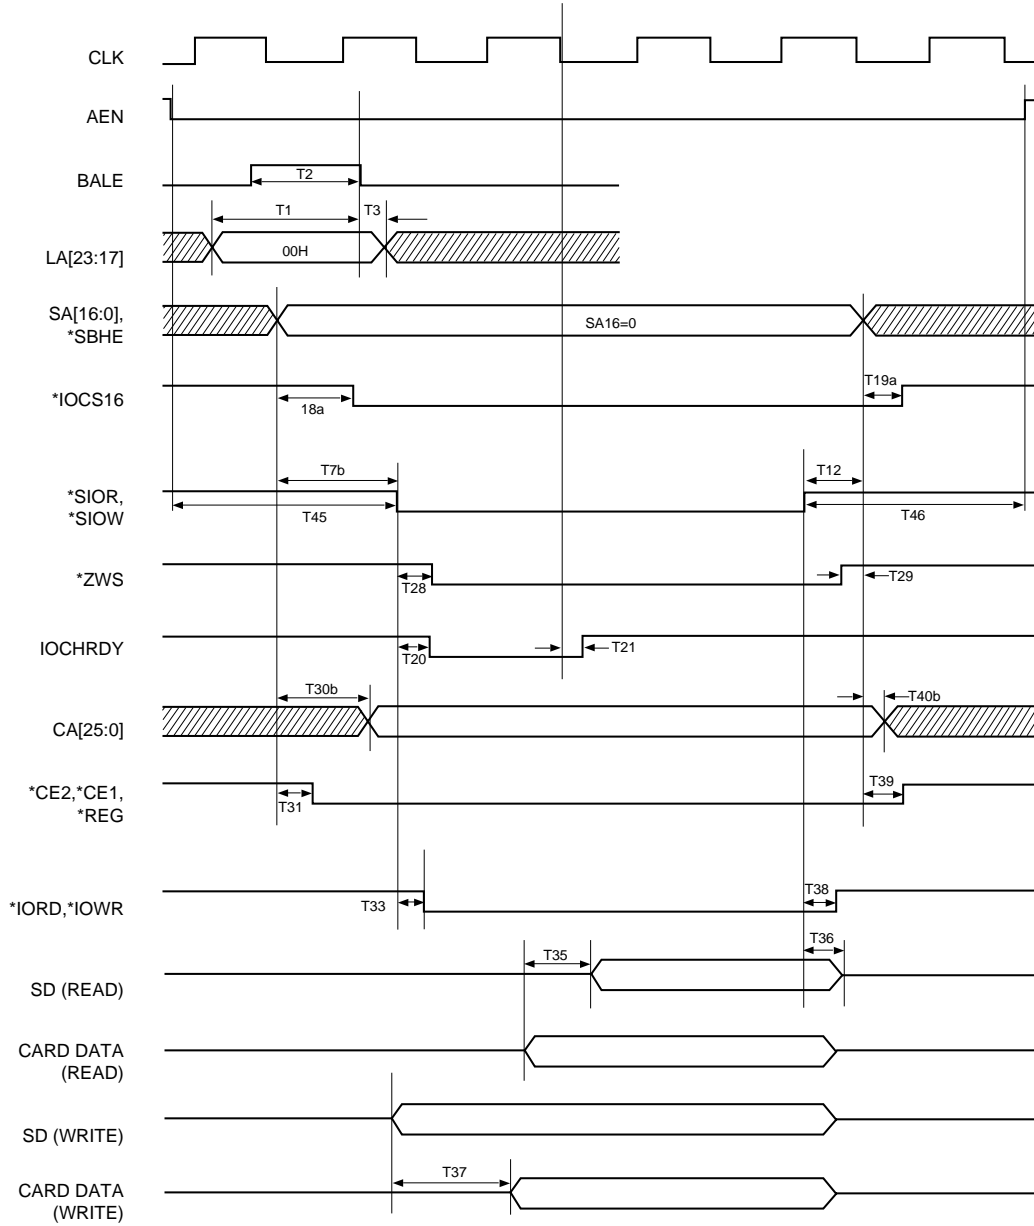 CLK
AEN
BALE
T2
T1
T3
LA[23:17]
00H
SA[16:0],
*SBHE
SA16=0
*IOCS16
18a
T19a
T7b
T12
*SIOR,
*SIOW
T45
T46
*ZWS
T28
T29
IOCHRDY
T20
T21
T30b
T40b
CA[25:0]
*CE2,*CE1,
*REG
T31
T39
*IORD,*IOWR
T33
T38
T35
T36
SD (READ)
CARD DATA
(READ)
SD (WRITE)
T37
CARD DATA
(WRITE)